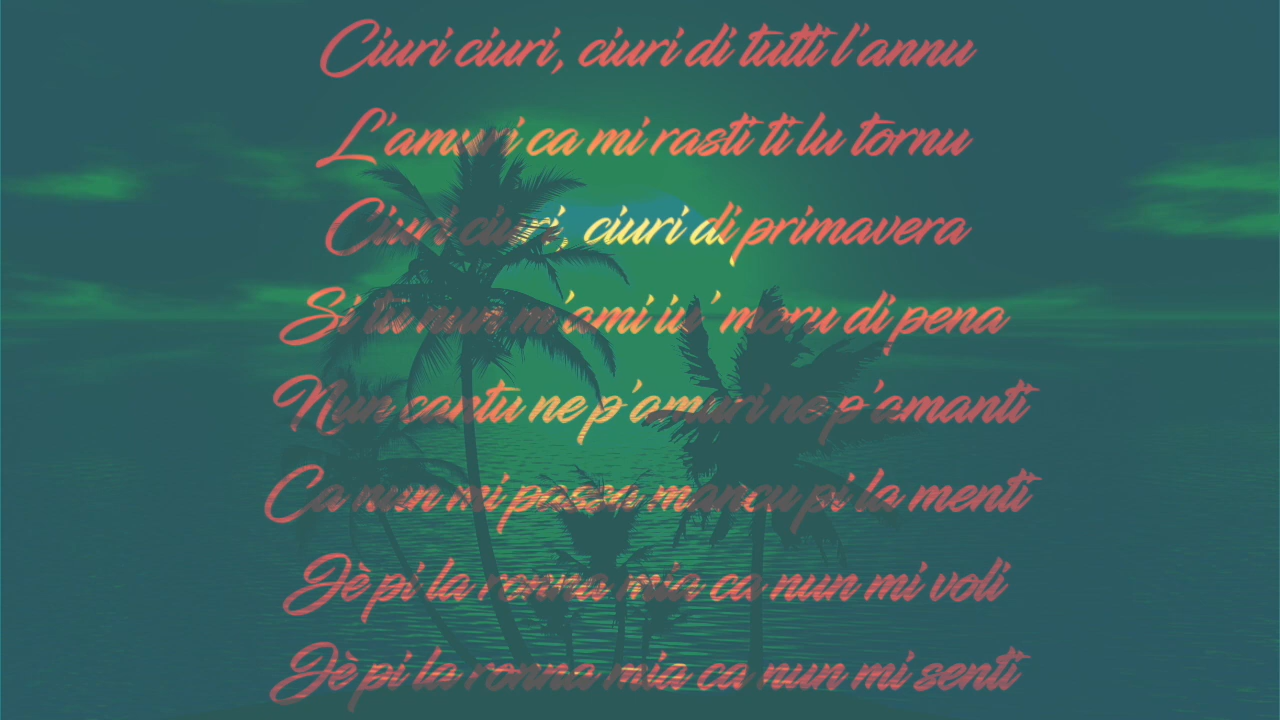 Ciuri ciuri, ciuri di tutti l'annu
L'amuri ca mi rasti ti lu tornu
Ciuri ciuri, ciuri di primavera
Si tu nun m'ami iu' moru di pena
Nun cantu ne p'amuri ne p'amanti
Ca nun mi passa mancu pi la menti
Jè pi la ronna mia ca nun mi voli
Jè pi la ronna mia ca nun mi senti